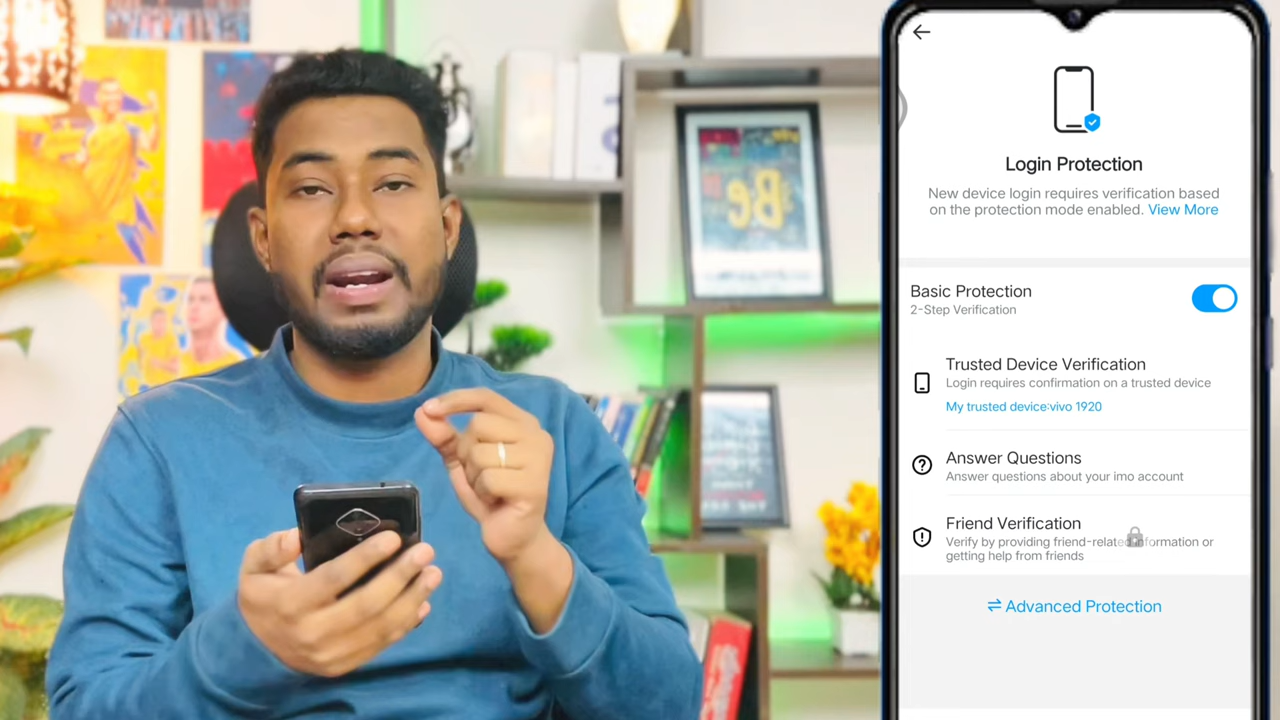 Be
Login Protection
New device login requires verification based
on the protection mode enabled. View More
Basic Protection
2-Step Verification
Trusted Device Verification
Login requires confirmation on a trusted device
My trusted device:vivo 1920
Answer Questions
Answer questions about your imo account
Friend Verification
Verify by providing friend-related information or
getting help from friends
Advanced Protection